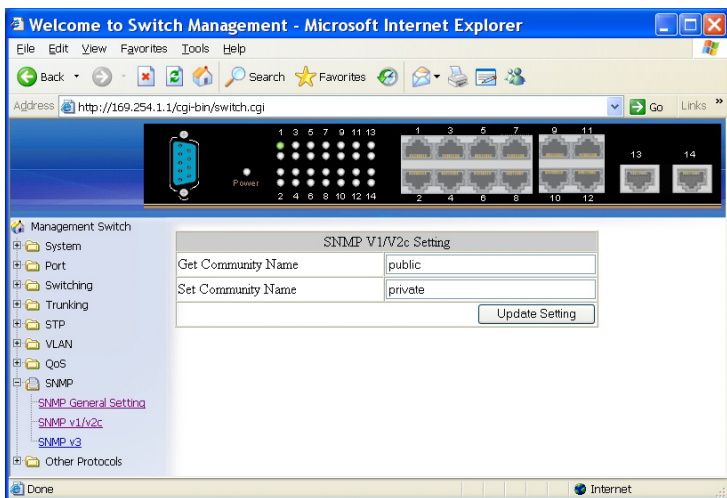 Welcome to Switch Management - Microsoft Internet Explorer
File Edit View Favorites Tools Help
Back Search Favorites
Address http://169.254.1.1/cgi-bin/switch.cgi Go Links »
1 3 5 7 9 11 13
Power
2 4 6 8 10 12 14
1 3 5 7 9 11
13 14
2 4 6 8 10 12
Management Switch
System
Port
Switching
Trunking
STP
VLAN
QoS
SNMP
SNMP General Setting
SNMP v1/v2c
SNMP v3
Other Protocols
SNMP V1/V2c Setting
Get Community Name public
Set Community Name private
Update Setting
Done Internet